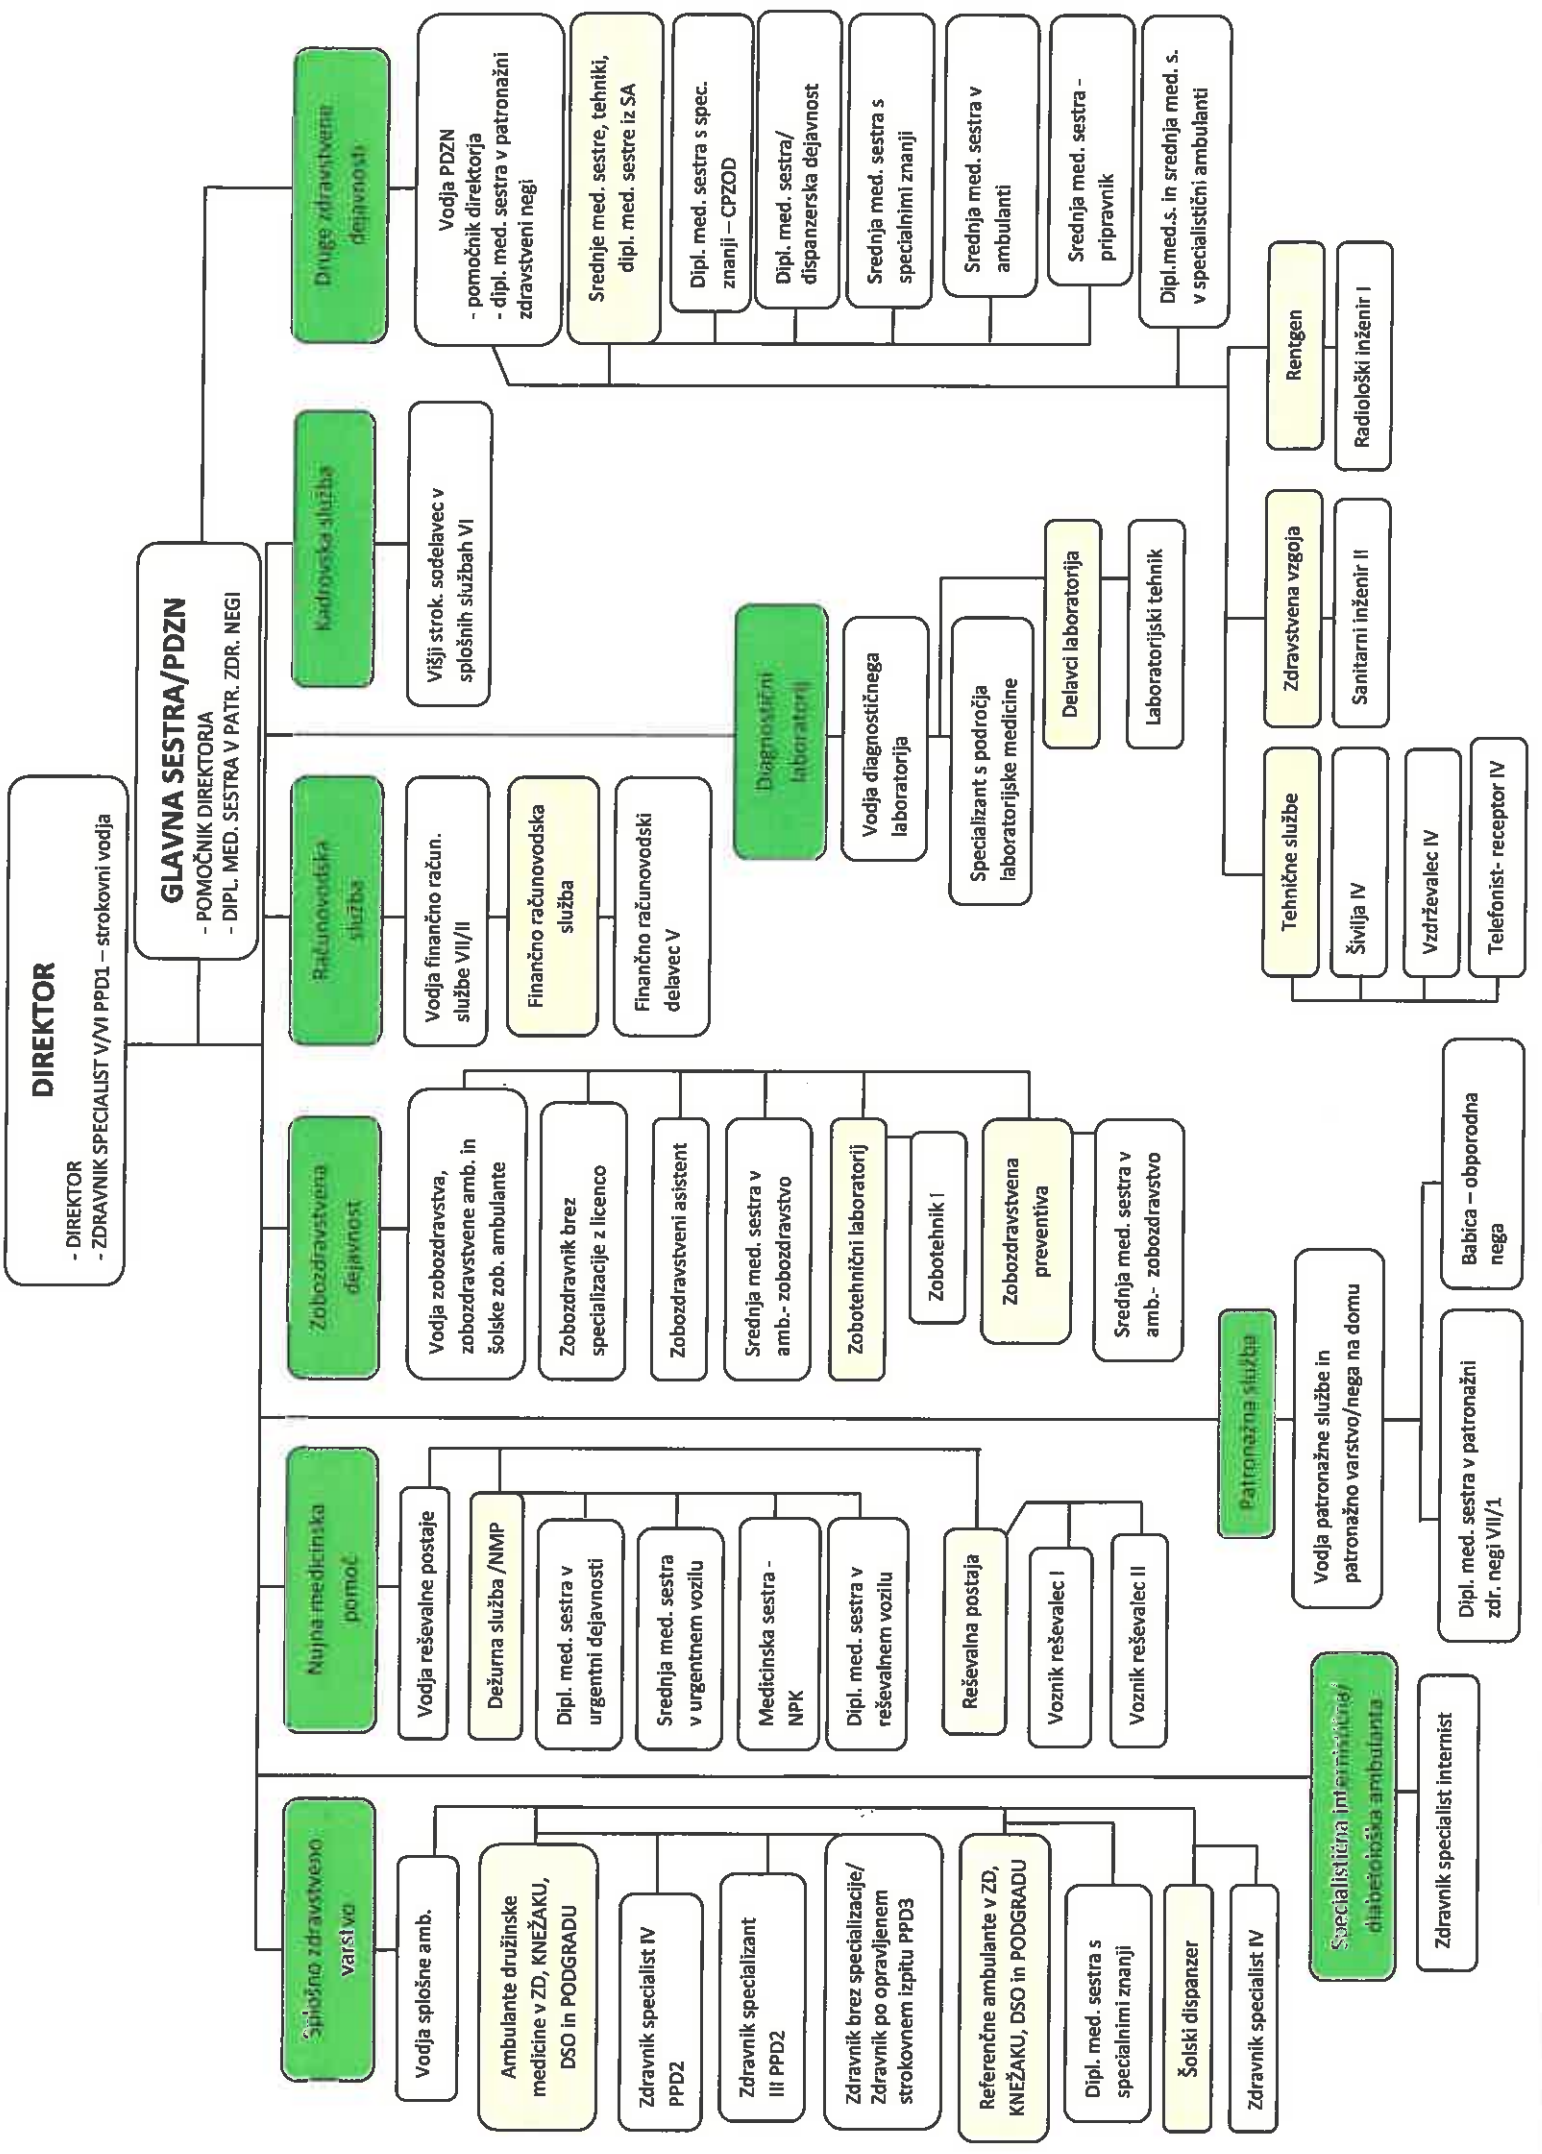 DIREKTOR
- DIREKTOR
- ZDRAVNIK SPECIALIST V/VI PPD1 – strokovni vodja
GLAVNA SESTRA/PDZN
- POMOČNIK DIREKTORJA
- DIPL. MED. SESTRA V PATR. ZDR. NEGI
Splošno zdravstveno
varstvo
Vodja splošne amb.
Ambulante družinske
medicine v ZD, KNEŽAKU,
DSO in PODGRADU
Zdravnik specialist IV
PPD2
Zdravnik specializant
III PPD2
Zdravnik brez specializacije/
Zdravnik po opravljenem
strokovnem izpitu PPD3
Referenčne ambulante v ZD,
KNEŽAKU, DSO in PODGRADU
Dipl. med. sestra s
specialnimi znanji
Šolski dispanzer
Zdravnik specialist IV
Specialistična internistična/
diabetološka ambulanta
Zdravnik specialist internist
Nujna medicinska
pomoč
Vodja reševalne postaje
Dežurna služba /NMP
Dipl. med. sestra v
urgentni dejavnosti
Srednja med. sestra
v urgentnem vozilu
Medicinska sestra -
NPK
Dipl. med. sestra v
reševalnem vozilu
Reševalna postaja
Voznik reševalec I
Voznik reševalec II
Patronažna služba
Vodja patronažne službe in
patronažno varstvo/nega na domu
Dipl. med. sestra v patronažni
zdr. negi VII/1
Babica – obporodna
nega
Zobozdravstvena
dejavnost
Vodja zobozdravstva,
zobozdravstvene amb. in
šolske zob. ambulante
Zobozdravnik brez
specializacije z licenco
Zobozdravstveni asistent
Srednja med. sestra v
amb.- zobozdravstvo
Zobotehnični laboratorij
Zobotehnik I
Zobozdravstvena
preventiva
Srednja med. sestra v
amb.- zobozdravstvo
Računovodska
služba
Vodja finančno račun.
službe VII/II
Finančno računovodska
služba
Finančno računovodski
delavec V
Diagnostični
laboratorij
Vodja diagnostičnega
laboratorija
Specializant s področja
laboratorijske medicine
Delavci laboratorija
Laboratorijski tehnik
Kadrovska služba
Višji strok. sodelavec v
splošnih službah VI
Druge zdravstvene
dejavnosti
Vodja PDZN
- pomočnik direktorja
- dipl. med. sestra v patronažni
zdravstveni negi
Srednje med. sestre, tehniki,
dipl. med. sestre iz SA
Dipl. med. sestra s spec.
znanji – CPZOD
Dipl. med. sestra/
dispanzerska dejavnost
Srednja med. sestra s
specialnimi znanji
Srednja med. sestra v
ambulanti
Srednja med. sestra -
pripravnik
Dipl.med.s. in srednja med. s.
v specialistični ambulanti
Tehnične službe
Šivilja IV
Vzdrževalec IV
Telefonist- receptor IV
Zdravstvena vzgoja
Sanitarni inženir II
Rentgen
Radiološki inženir I